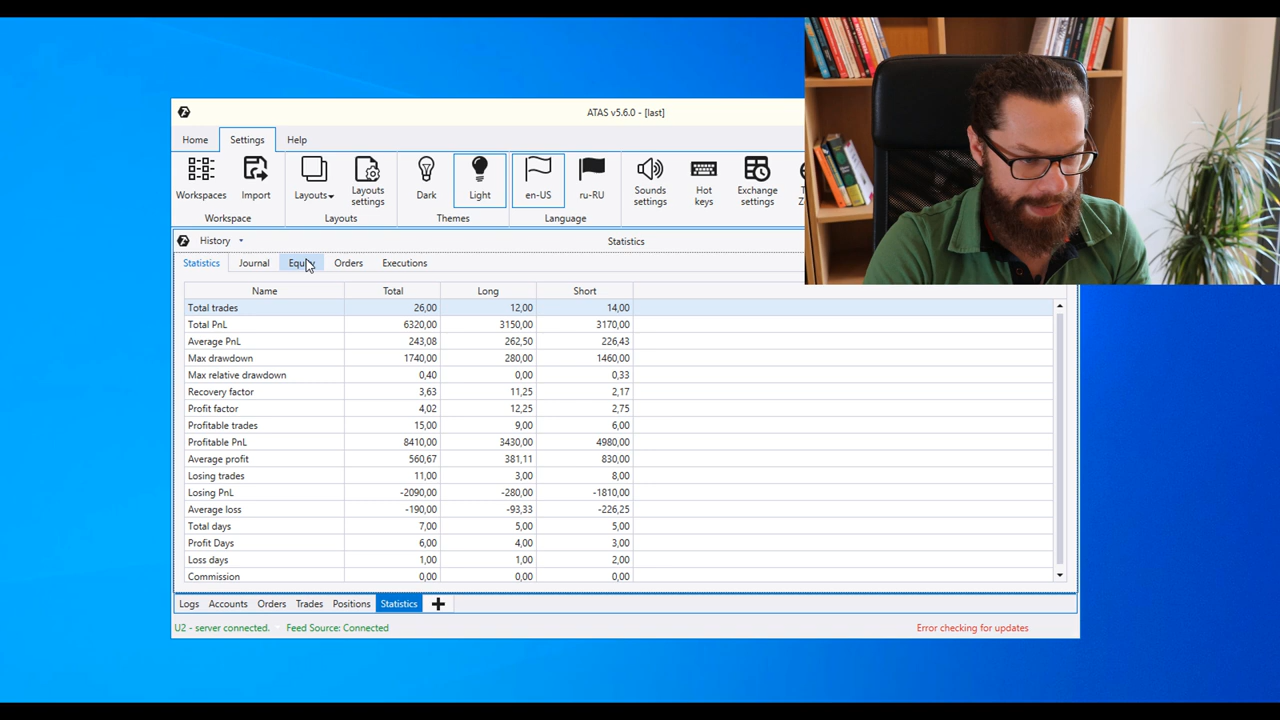 ATAS v5.6.0 - [last]
Home Settings Help
Workspaces Import Layouts Layouts settings Dark Light en-US ru-RU Sounds settings Hot keys Exchange settings
Workspace Layouts Themes Language
History Statistics
Statistics Journal Orders Executions
Name Total Long Short
Total trades 26,00 12,00 14,00
Total PnL 6320,00 3150,00 3170,00
Average PnL 243,08 262,50 226,43
Max drawdown 1740,00 280,00 1460,00
Max relative drawdown 0,40 0,00 0,33
Recovery factor 3,63 11,25 2,17
Profit factor 4,02 12,25 2,75
Profitable trades 15,00 9,00 6,00
Profitable PnL 8410,00 3430,00 4980,00
Average profit 560,67 381,11 830,00
Losing trades 11,00 3,00 8,00
Losing PnL -2090,00 -280,00 -1810,00
Average loss -190,00 -93,33 -226,25
Total days 7,00 5,00 5,00
Profit Days 6,00 4,00 3,00
Loss days 1,00 1,00 2,00
Commission 0,00 0,00 0,00
Logs Accounts Orders Trades Positions Statistics
U2 - server connected. Feed Source: Connected Error checking for updates